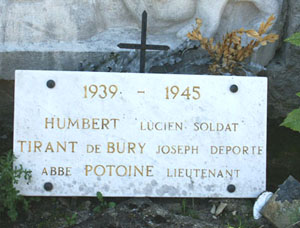 1939 - 1945
HUMBERT LUCIEN SOLDAT
TIRANT DE BURY JOSEPH DEPORTE
ABBE POTOINE LIEUTENANT